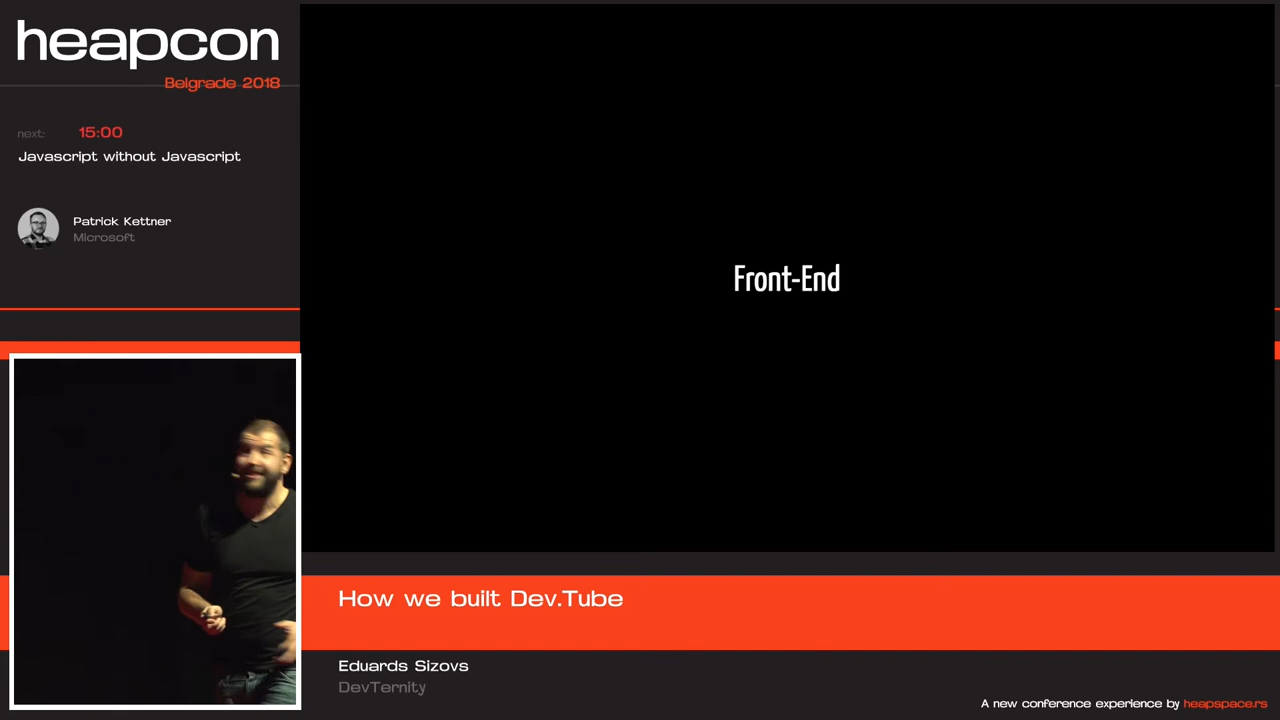 heapcon
Belgrade 2018
next: 15:00
Javascript without Javascript
Patrick Kettner
Microsoft
Front-End
How we built Dev.Tube
Eduards Sizovs
DevTernity
A new conference experience by heapspace.rs